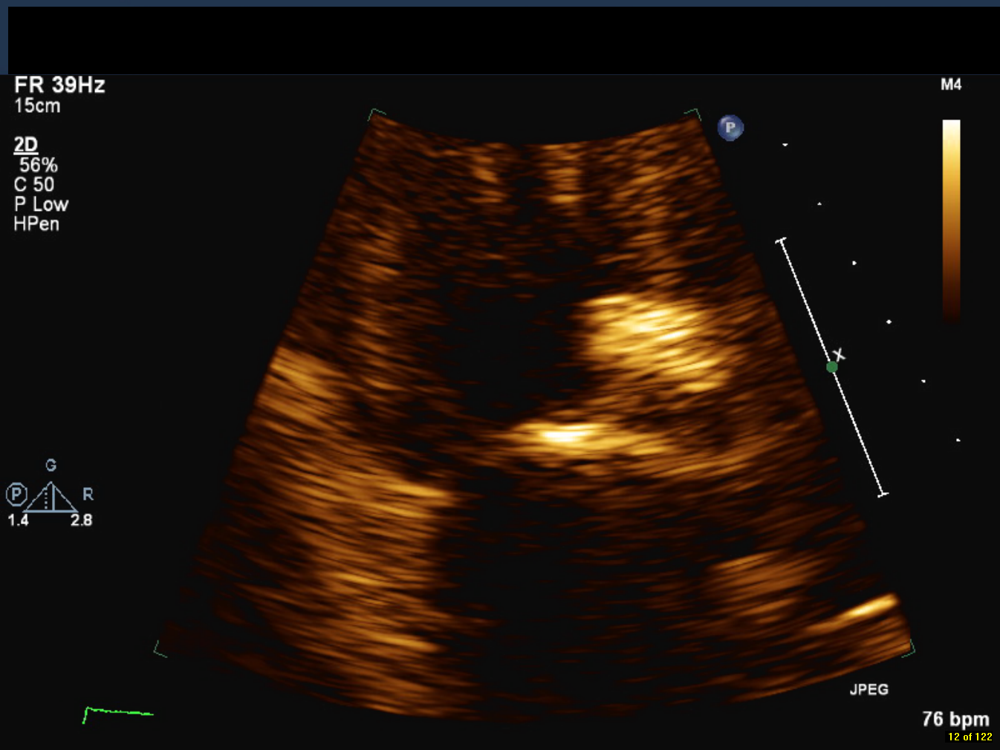 FR 39Hz
15cm
M4
2D
56%
C 50
P Low
HPen
P
X
G
P R
1.4 2.8
JPEG
76 bpm
12 of 122